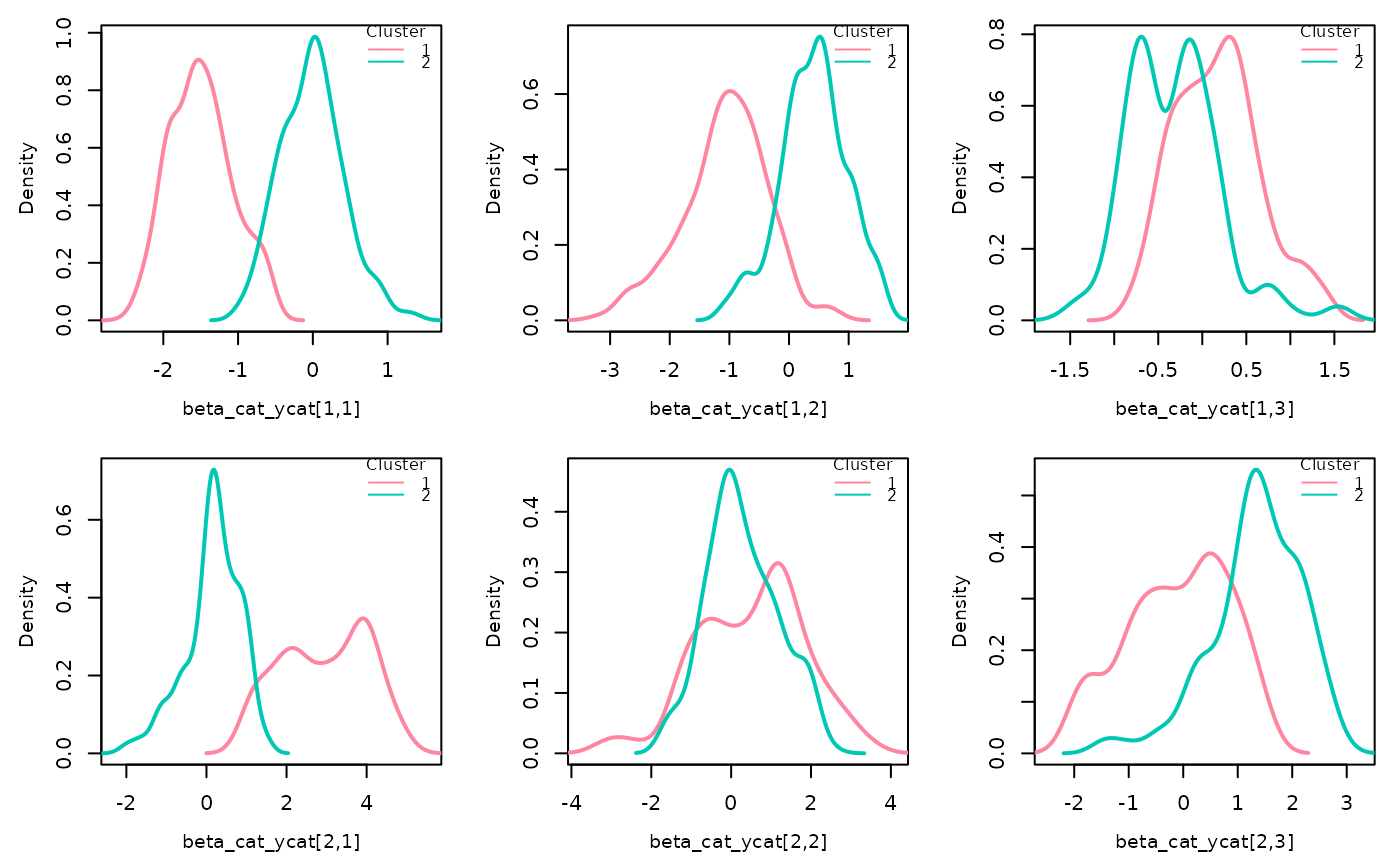 Density
0.0 0.2 0.4 0.6 0.8 1.0
Cluster
1
2
-2 -1 0 1
beta_cat_ycat[1,1]
Density
0.0 0.2 0.4 0.6
Cluster
1
2
-3 -2 -1 0 1
beta_cat_ycat[1,2]
Density
0.0 0.2 0.4 0.6 0.8
Cluster
1
2
-1.5 -0.5 0.5 1.5
beta_cat_ycat[1,3]
Density
0.0 0.2 0.4 0.6
Cluster
1
2
-2 0 2 4
beta_cat_ycat[2,1]
Density
0.0 0.1 0.2 0.3 0.4
Cluster
1
2
-4 -2 0 2 4
beta_cat_ycat[2,2]
Density
0.0 0.2 0.4
Cluster
1
2
-2 -1 0 1 2 3
beta_cat_ycat[2,3]